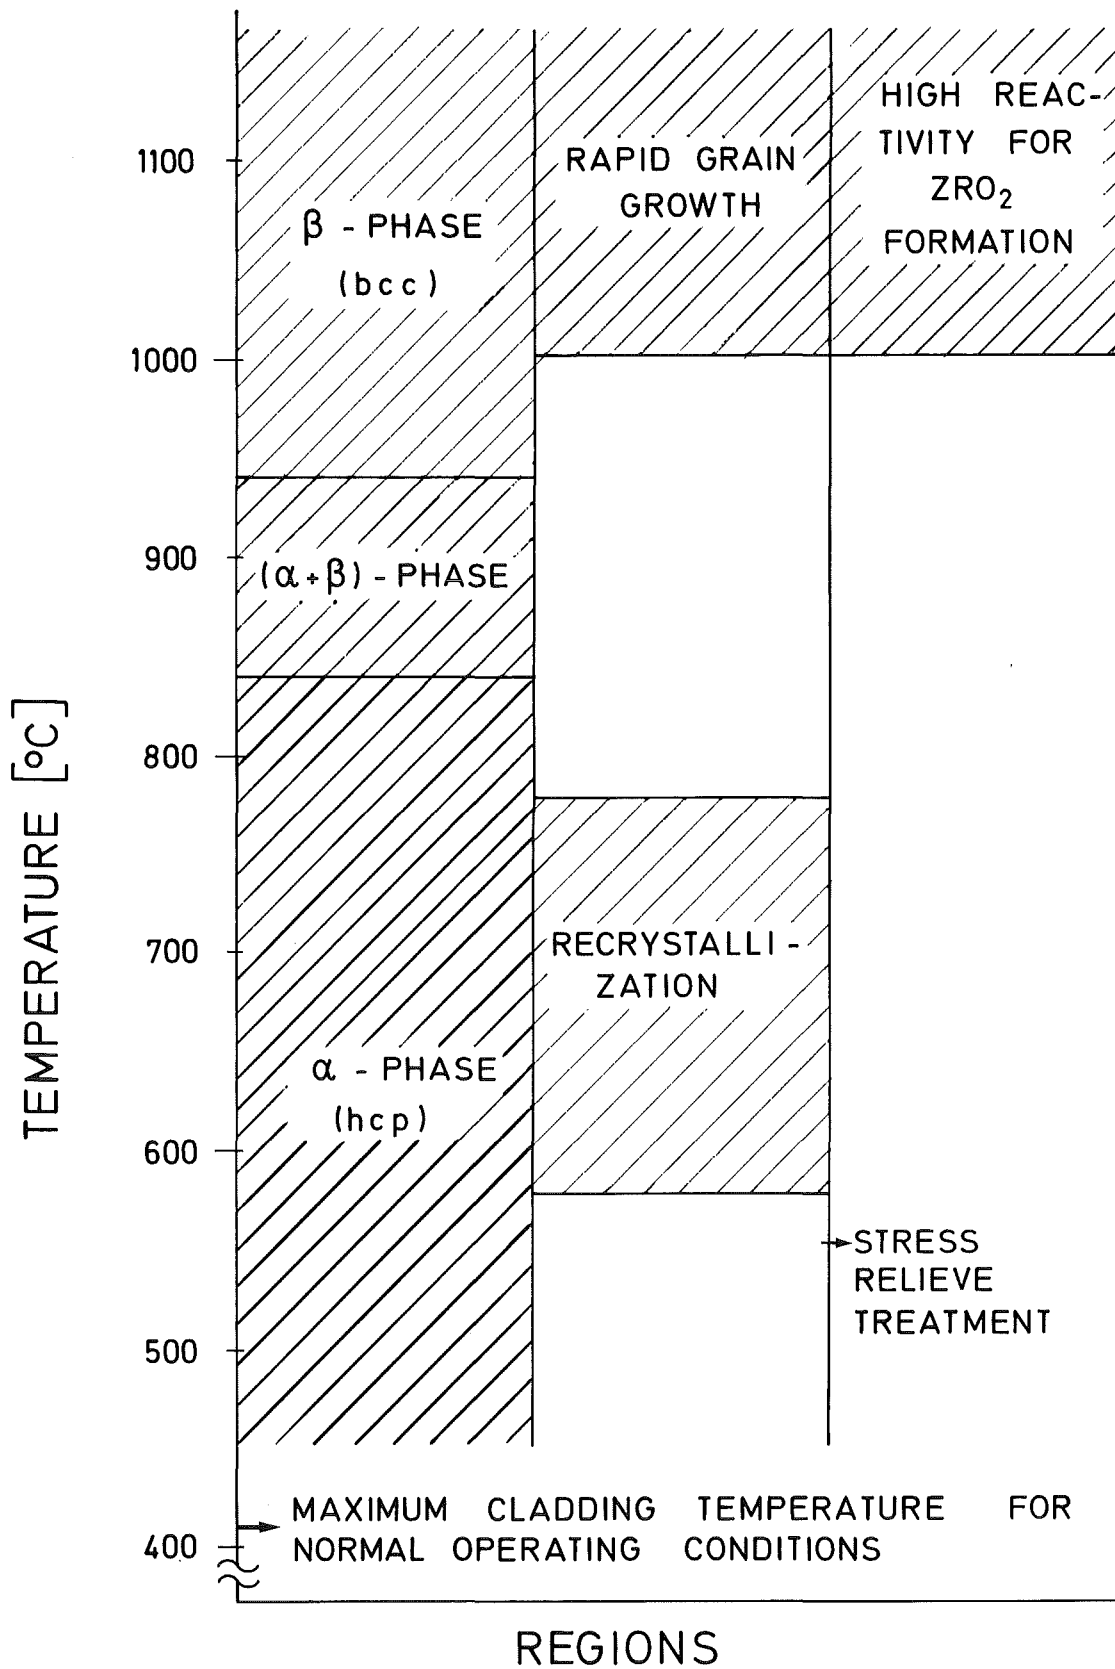 TEMPERATURE [°C]
1100
1000
900
800
700
600
500
400
β - PHASE
(bcc)
(α+β) - PHASE
α - PHASE
(hcp)
RAPID GRAIN
GROWTH
RECRYSTALLI -
ZATION
HIGH REAC-
TIVITY FOR
ZRO₂
FORMATION
STRESS
RELIEVE
TREATMENT
MAXIMUM CLADDING TEMPERATURE FOR
NORMAL OPERATING CONDITIONS
REGIONS